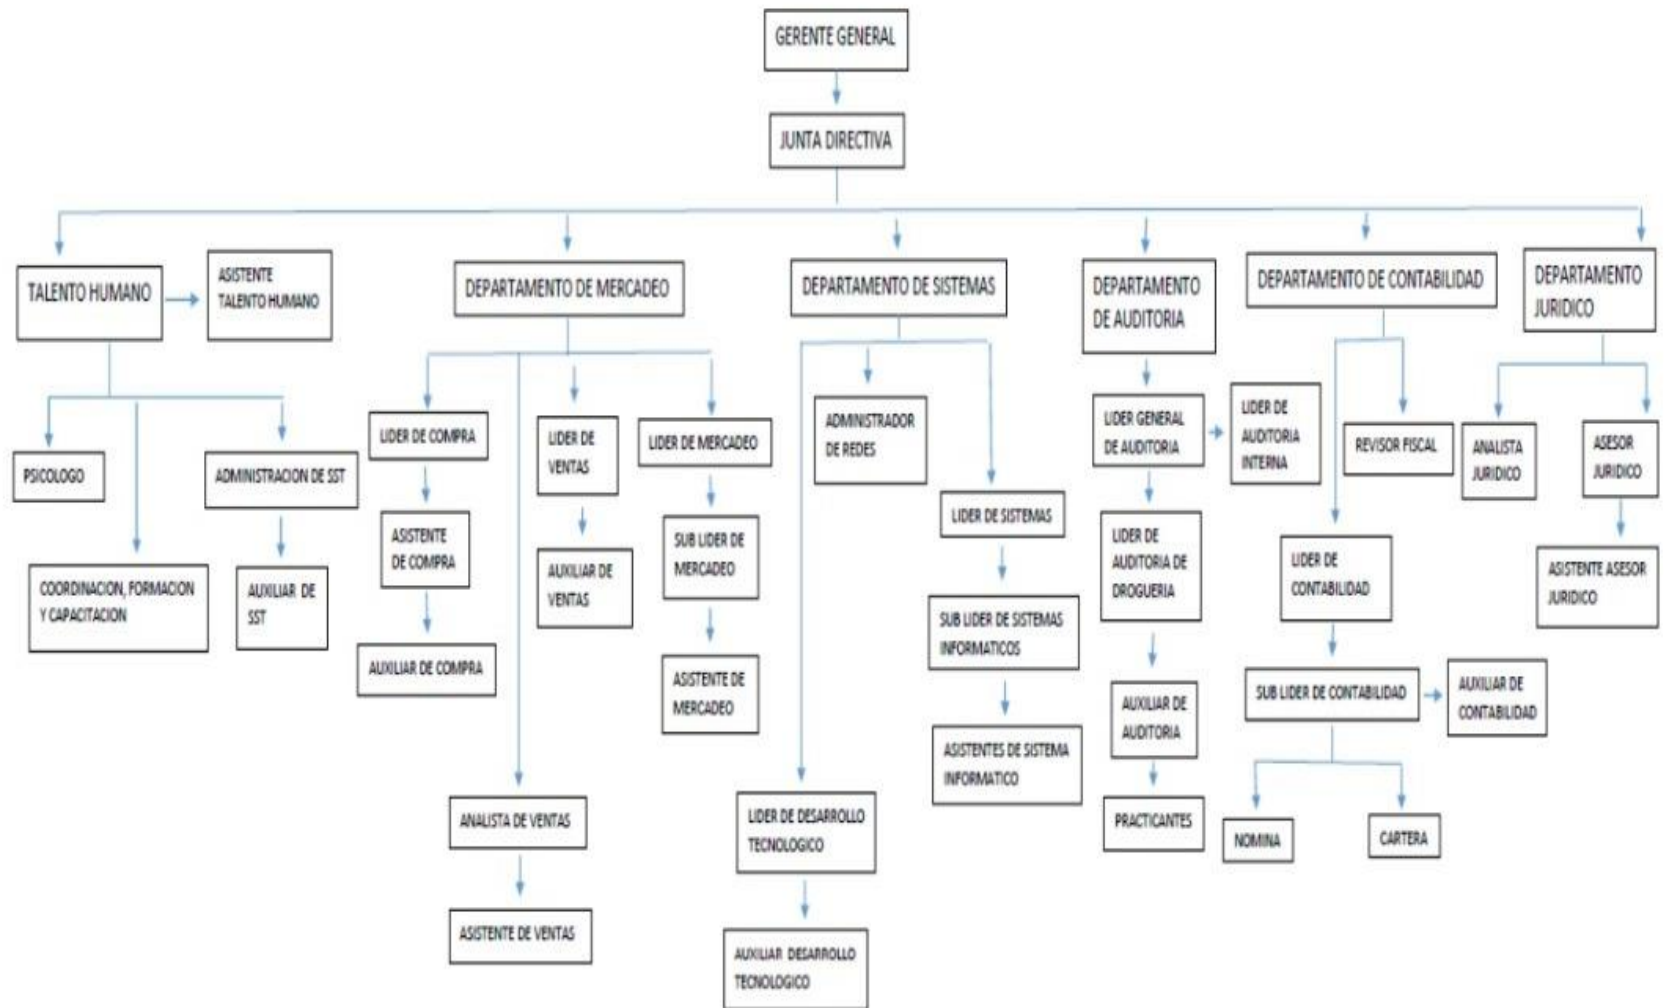 GERENTE GENERAL
JUNTA DIRECTIVA
TALENTO HUMANO
ASISTENTE
TALENTO HUMANO
DEPARTAMENTO DE MERCADEO
DEPARTAMENTO DE SISTEMAS
DEPARTAMENTO
DE AUDITORIA
DEPARTAMENTO DE CONTABILIDAD
DEPARTAMENTO
JURIDICO
PSICOLOGO
COORDINACION, FORMACION
Y CAPACITACION
ADMINISTRACION DE SST
AUXILIAR DE
SST
LIDER DE COMPRA
ASISTENTE
DE COMPRA
AUXILIAR DE COMPRA
ANALISTA DE VENTAS
ASISTENTE DE VENTAS
LIDER DE
VENTAS
AUXILIAR DE
VENTAS
LIDER DE MERCADEO
SUB LIDER DE
MERCADEO
ASISTENTE DE
MERCADEO
LIDER DE DESARROLLO
TECNOLOGICO
AUXILIAR DESARROLLO
TECNOLOGICO
ADMINISTRADOR
DE REDES
LIDER DE SISTEMAS
SUB LIDER DE SISTEMAS
INFORMATICOS
ASISTENTES DE SISTEMA
INFORMATICO
LIDER GENERAL
DE AUDITORIA
LIDER DE
AUDITORIA
INTERNA
LIDER DE
AUDITORIA DE
DROGUERIA
AUXILIAR DE
AUDITORIA
PRACTICANTES
LIDER DE
CONTABILIDAD
REVISOR FISCAL
SUB LIDER DE CONTABILIDAD
AUXILIAR DE
CONTABILIDAD
NOMINA
CARTERA
ANALISTA
JURIDICO
ASESOR
JURIDICO
ASISTENTE ASESOR
JURIDICO